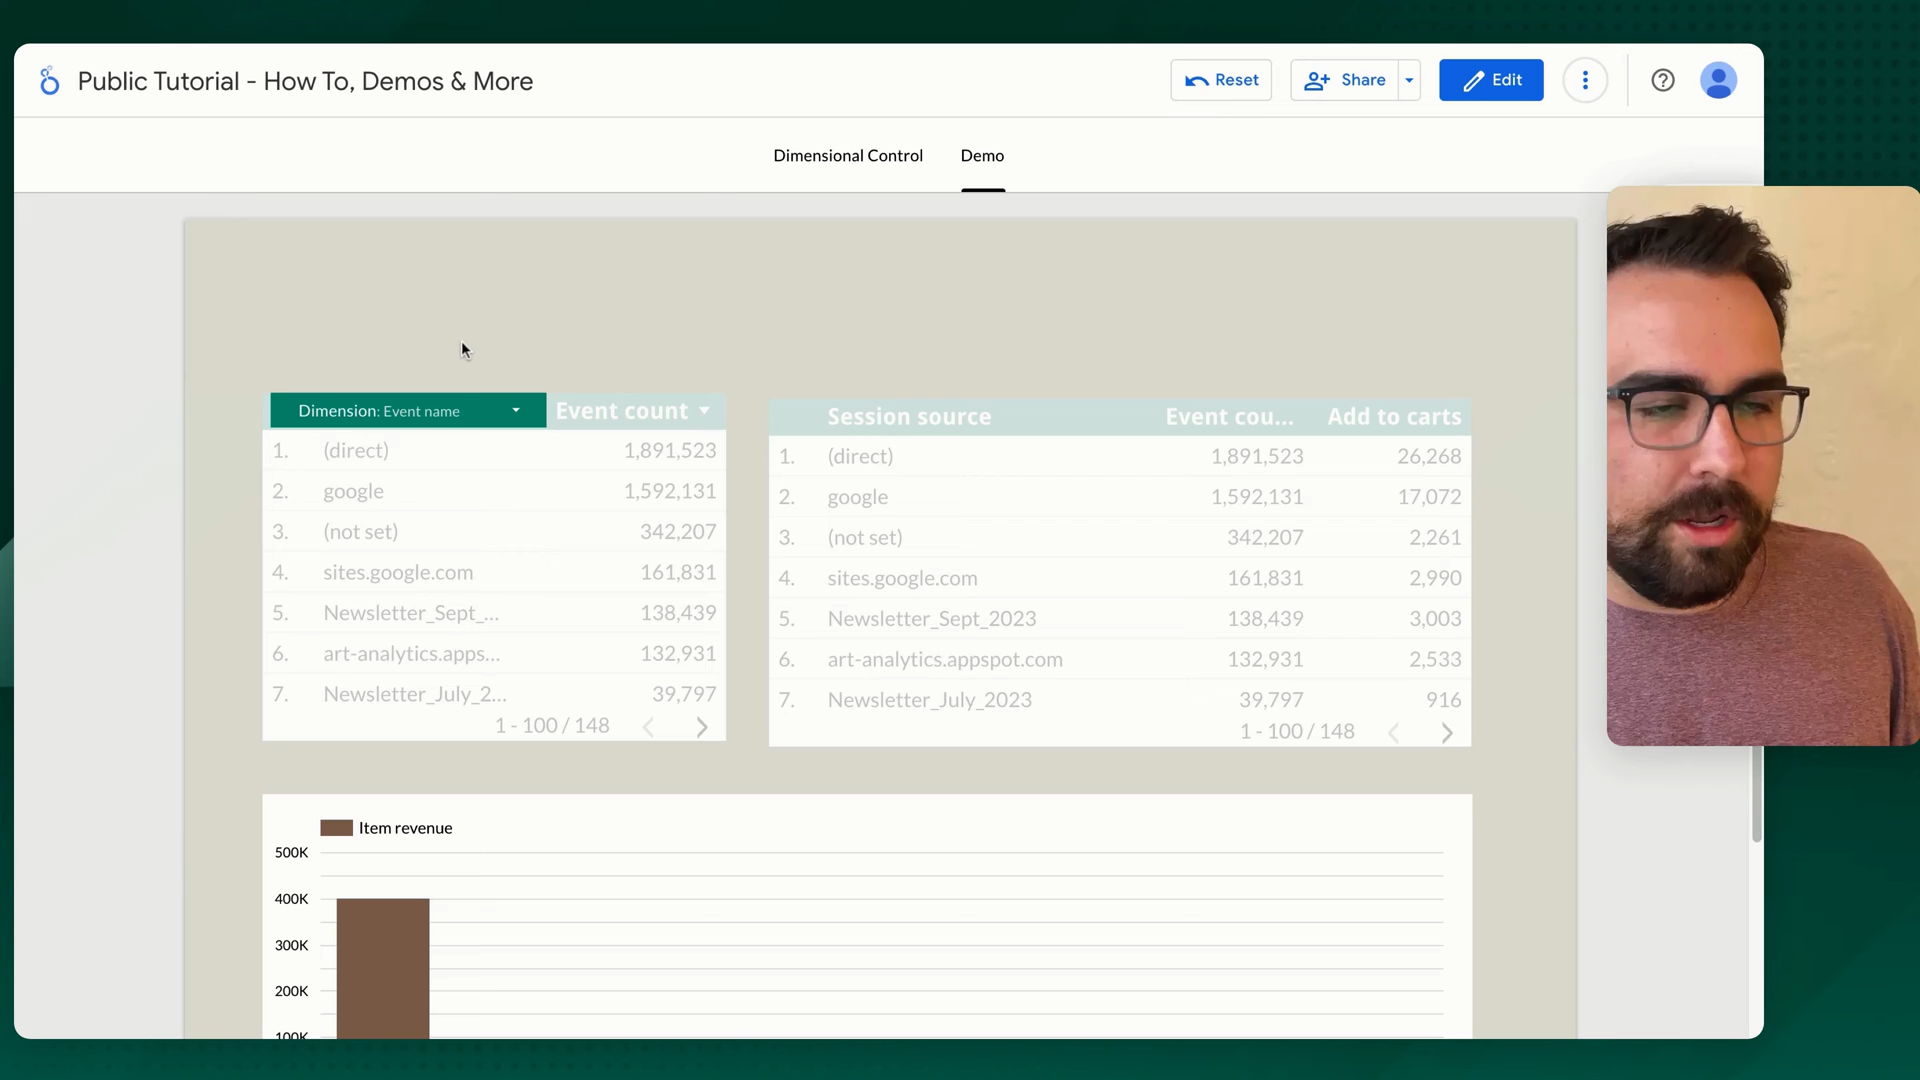 Public Tutorial - How To, Demos & More
Reset
Share
Edit
Dimensional Control
Demo
Dimension: Event name
Event count
1. (direct) 1,891,523
2. google 1,592,131
3. (not set) 342,207
4. sites.google.com 161,831
5. Newsletter_Sept_... 138,439
6. art-analytics.apps... 132,931
7. Newsletter_July_2... 39,797
1 - 100 / 148
Session source Event cou... Add to carts
1. (direct) 1,891,523 26,268
2. google 1,592,131 17,072
3. (not set) 342,207 2,261
4. sites.google.com 161,831 2,990
5. Newsletter_Sept_2023 138,439 3,003
6. art-analytics.appspot.com 132,931 2,533
7. Newsletter_July_2023 39,797 916
1 - 100 / 148
Item revenue
500K
400K
300K
200K
100K